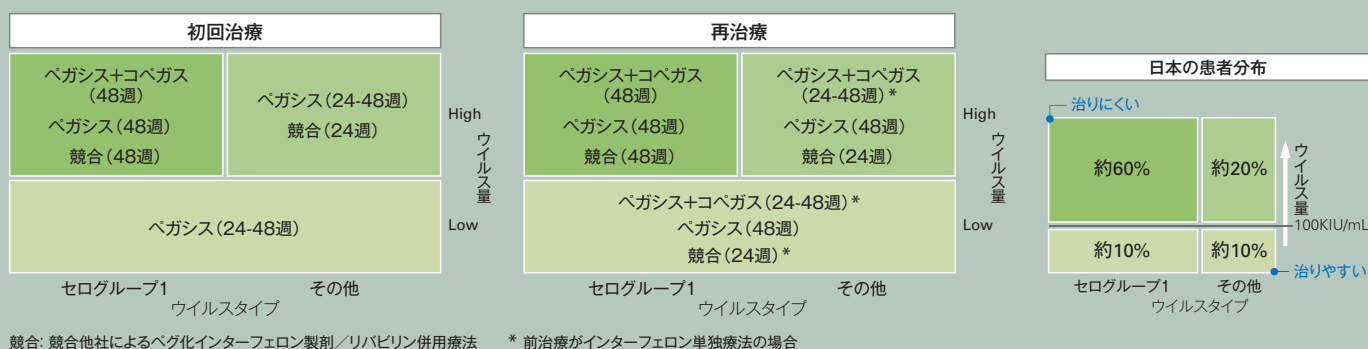 初回治療
ペガシス+コペガス
(48週)
ペガシス(48週)
競合(48週)
ペガシス(24-48週)
競合(24週)
ペガシス(24-48週)
High
ウイルス量
Low
セログループ1
その他
ウイルスタイプ
再治療
ペガシス+コペガス
(48週)
ペガシス(48週)
競合(48週)
ペガシス+コペガス
(24-48週)*
ペガシス(48週)
競合(24週)
ペガシス+コペガス(24-48週)*
ペガシス(48週)
競合(24週)*
High
ウイルス量
Low
セログループ1
その他
ウイルスタイプ
日本の患者分布
治りにくい
約60%
約20%
約10%
約10%
ウイルス量
100KIU/mL
治りやすい
セログループ1
その他
ウイルスタイプ
競合: 競合他社によるペグ化インターフェロン製剤/リバビリン併用療法
* 前治療がインターフェロン単独療法の場合